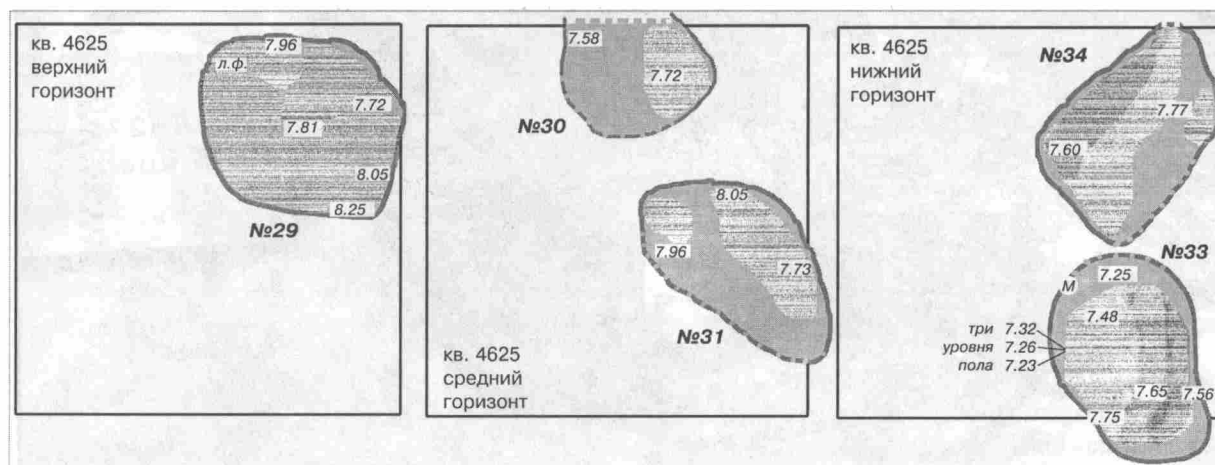 кв. 4625
верхний
горизонт
7.96
л.ф
7.72
7.81
8.05
8.25
№29
7.58
7.72
№30
8.05
7.96
7.73
№31
кв. 4625
средний
горизонт
кв. 4625
нижний
горизонт
№34
7.77
7.60
№33
7.25
М
7.48
три 7.32
уровня 7.26
пола 7.23
7.65
7.56
7.75